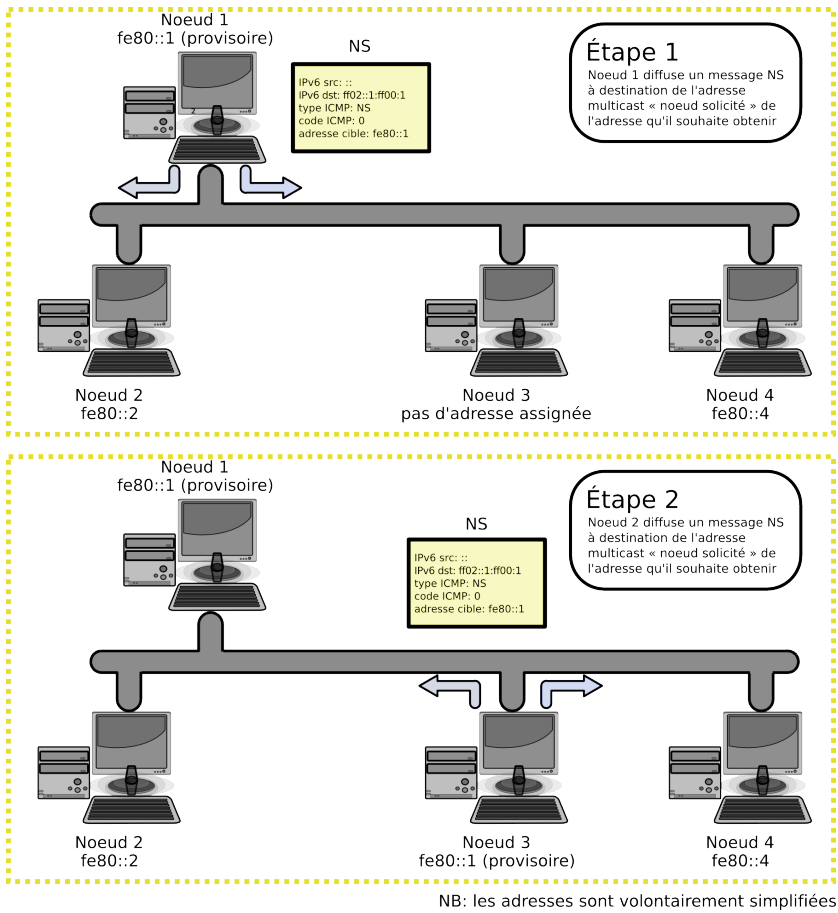 Noeud 1
fe80::1 (provisoire)
NS
IPv6 src: ::
IPv6 dst: ff02::1:ff00:1
type ICMP: NS
code ICMP: 0
adresse cible: fe80::1
Étape 1
Noeud 1 diffuse un message NS
à destination de l'adresse
multicast « noeud solicité » de
l'adresse qu'il souhaite obtenir
2
Noeud 2
fe80::2
Noeud 3
pas d'adresse assignée
Noeud 4
fe80::4
Noeud 1
fe80::1 (provisoire)
NS
IPv6 src: ::
IPv6 dst: ff02::1:ff00:1
type ICMP: NS
code ICMP: 0
adresse cible: fe80::1
Étape 2
Noeud 2 diffuse un message NS
à destination de l'adresse
multicast « noeud solicité » de
l'adresse qu'il souhaite obtenir
Noeud 2
fe80::2
Noeud 3
fe80::1 (provisoire)
Noeud 4
fe80::4
NB: les adresses sont volontairement simplifiées